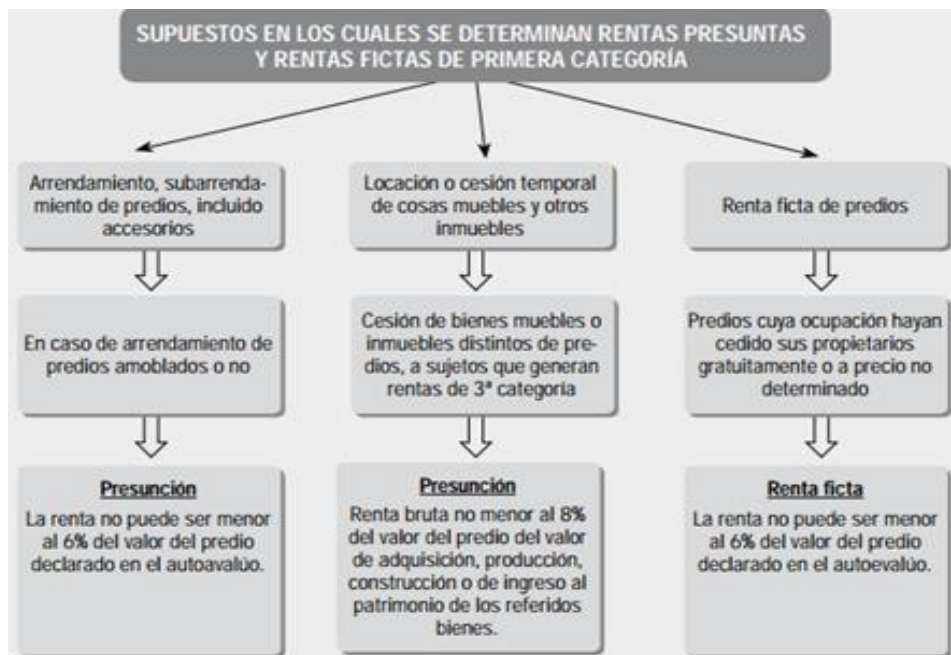 SUPUESTOS EN LOS CUALES SE DETERMINAN RENTAS PRESUNTAS
Y RENTAS FICTAS DE PRIMERA CATEGORÍA
Arrendamiento, subarrenda-
miento de predios, incluido
accesorios
En caso de arrendamiento de
predios amoblados o no
Presunción
La renta no puede ser menor
al 6% del valor del predio
declarado en el autoavalúo.
Locación o cesión temporal
de cosas muebles y otros
inmuebles
Cesión de bienes muebles o
inmuebles distintos de pre-
dios, a sujetos que generan
rentas de 3ª categoría
Presunción
Renta bruta no menor al 8%
del valor del predio del valor
de adquisición, producción,
construcción o de ingreso al
patrimonio de los referidos
bienes.
Renta ficta de predios
Predios cuya ocupación hayan
cedido sus propietarios
gratuitamente o a precio no
determinado
Renta ficta
La renta no puede ser menor
al 6% del valor del predio
declarado en el autoevalúo.